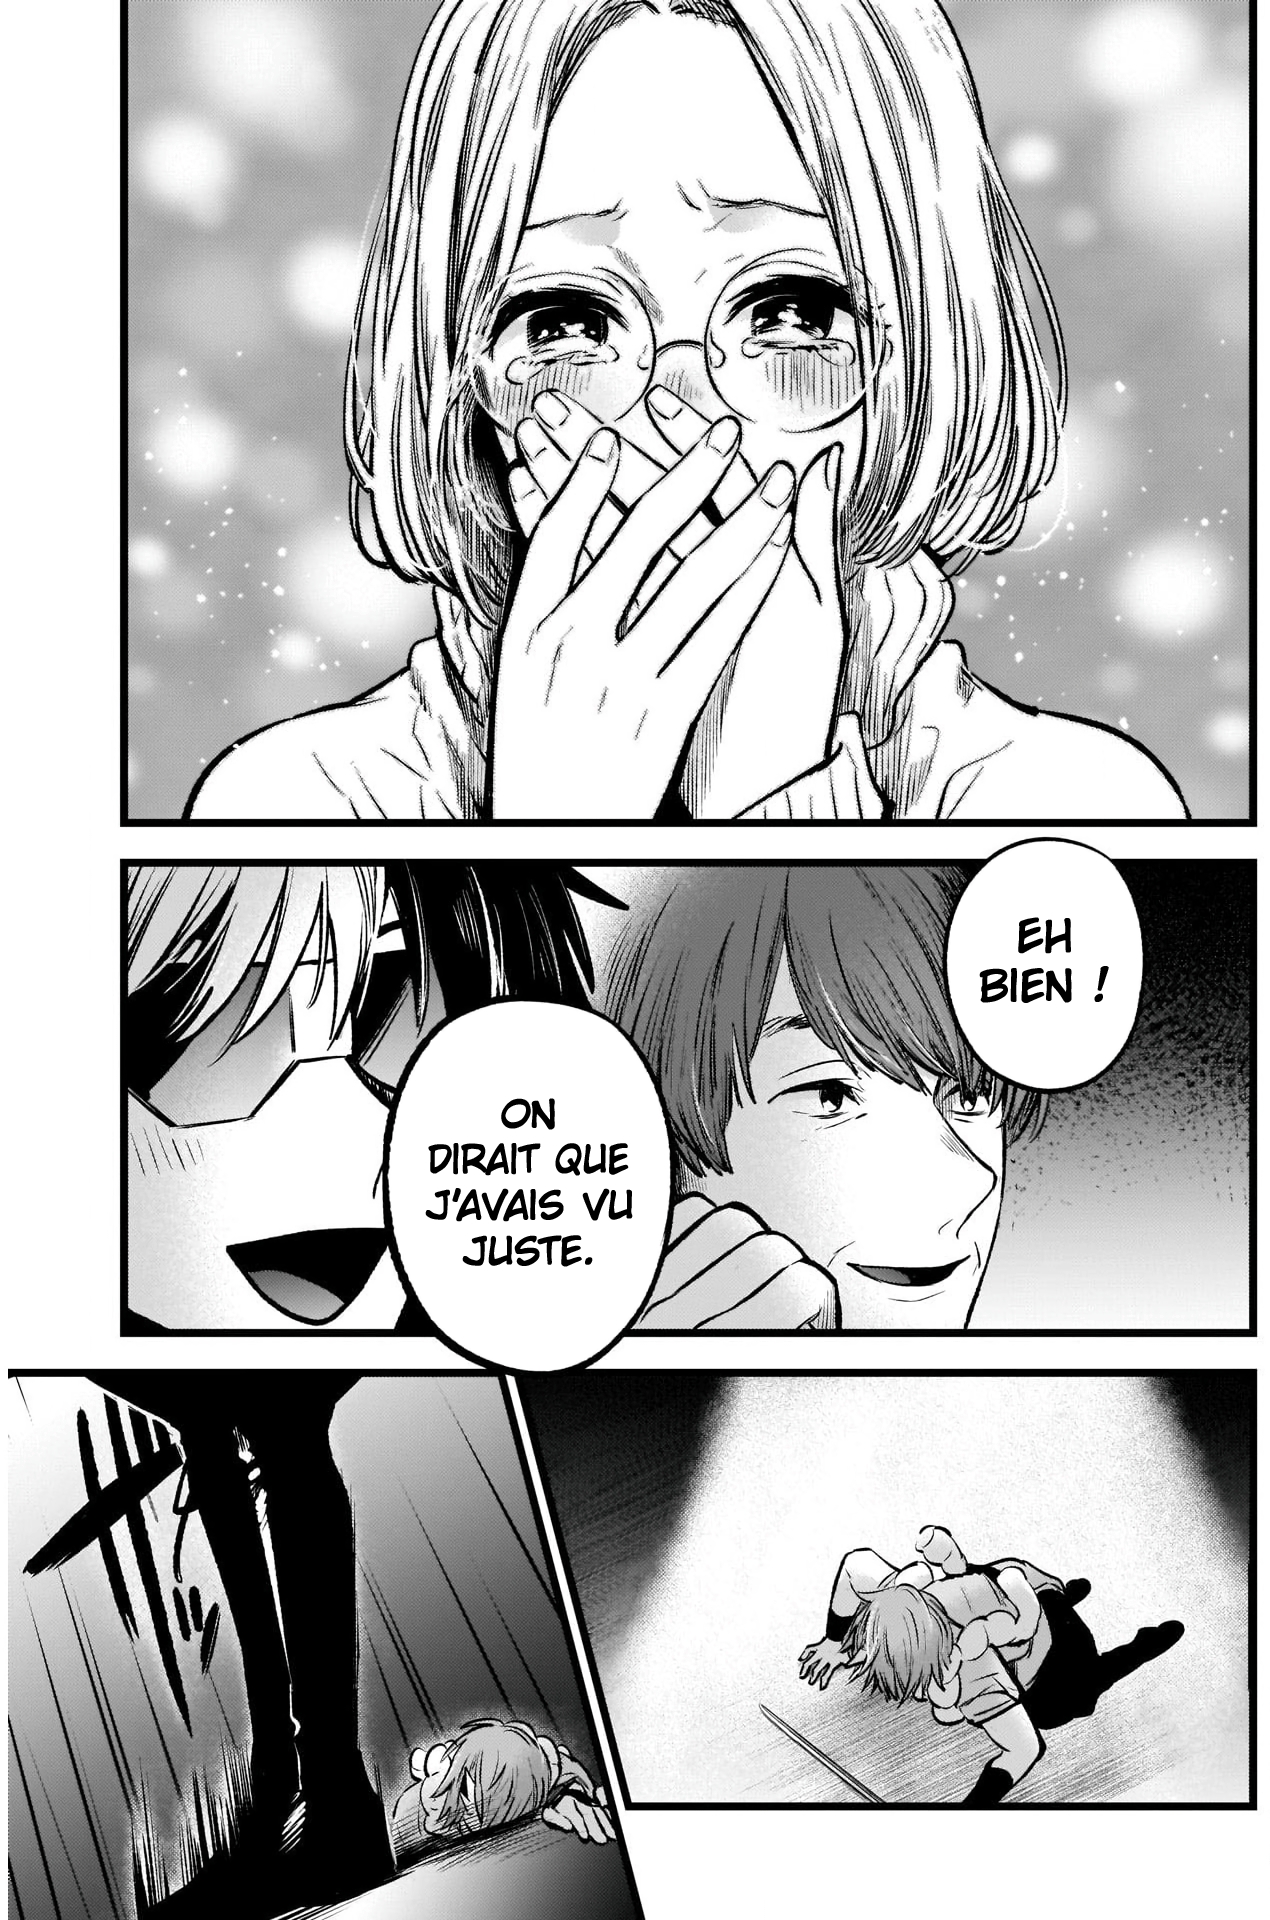 EH
BIEN !
ON
DIRAIT QUE
J'AVAIS VU
JUSTE.